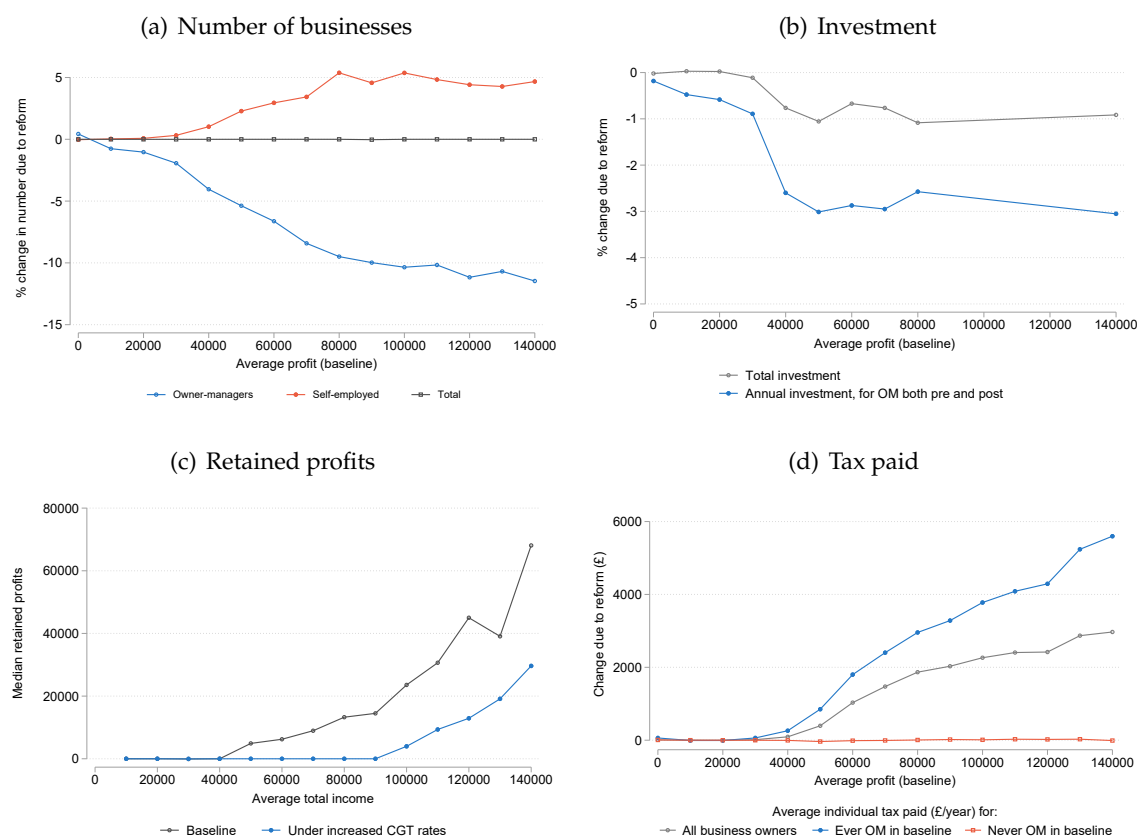 (a) Number of businesses
% change in number due to reform
5
0
-5
-10
-15
0 20000 40000 60000 80000 100000 120000 140000
Average profit (baseline)
Owner-managers Self-employed Total
(b) Investment
% change due to reform
0
-1
-2
-3
-4
-5
0 20000 40000 60000 80000 100000 120000 140000
Average profit (baseline)
Total investment
Annual investment, for OM both pre and post
(c) Retained profits
Median retained profits
80000
60000
40000
20000
0
0 20000 40000 60000 80000 100000 120000 140000
Average total income
Baseline Under increased CGT rates
(d) Tax paid
Change due to reform (£)
6000
4000
2000
0
0 20000 40000 60000 80000 100000 120000 140000
Average profit (baseline)
Average individual tax paid (£/year) for:
All business owners Ever OM in baseline Never OM in baseline